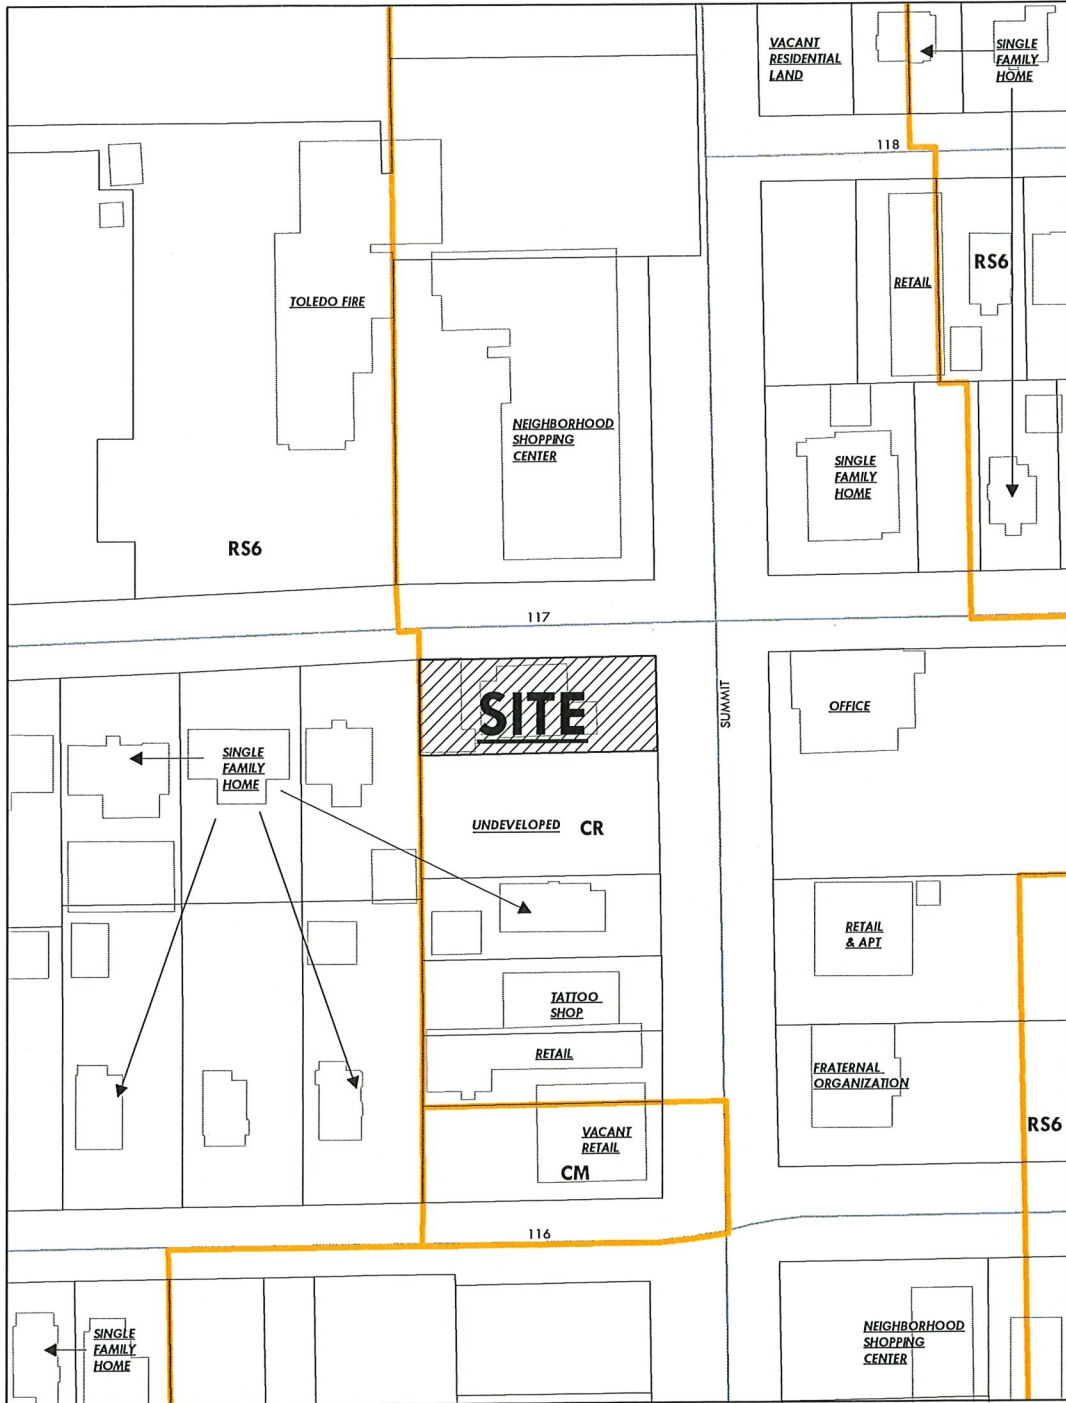 VACANT
RESIDENTIAL
LAND
SINGLE
FAMILY
HOME
118
TOLEDO FIRE
RETAIL
RS6
NEIGHBORHOOD
SHOPPING
CENTER
SINGLE
FAMILY
HOME
RS6
117
SITE
SUMMIT
OFFICE
SINGLE
FAMILY
HOME
UNDEVELOPED CR
RETAIL
& APT
TATTOO
SHOP
RETAIL
FRATERNAL
ORGANIZATION
VACANT
RETAIL
CM
RS6
116
SINGLE
FAMILY
HOME
NEIGHBORHOOD
SHOPPING
CENTER